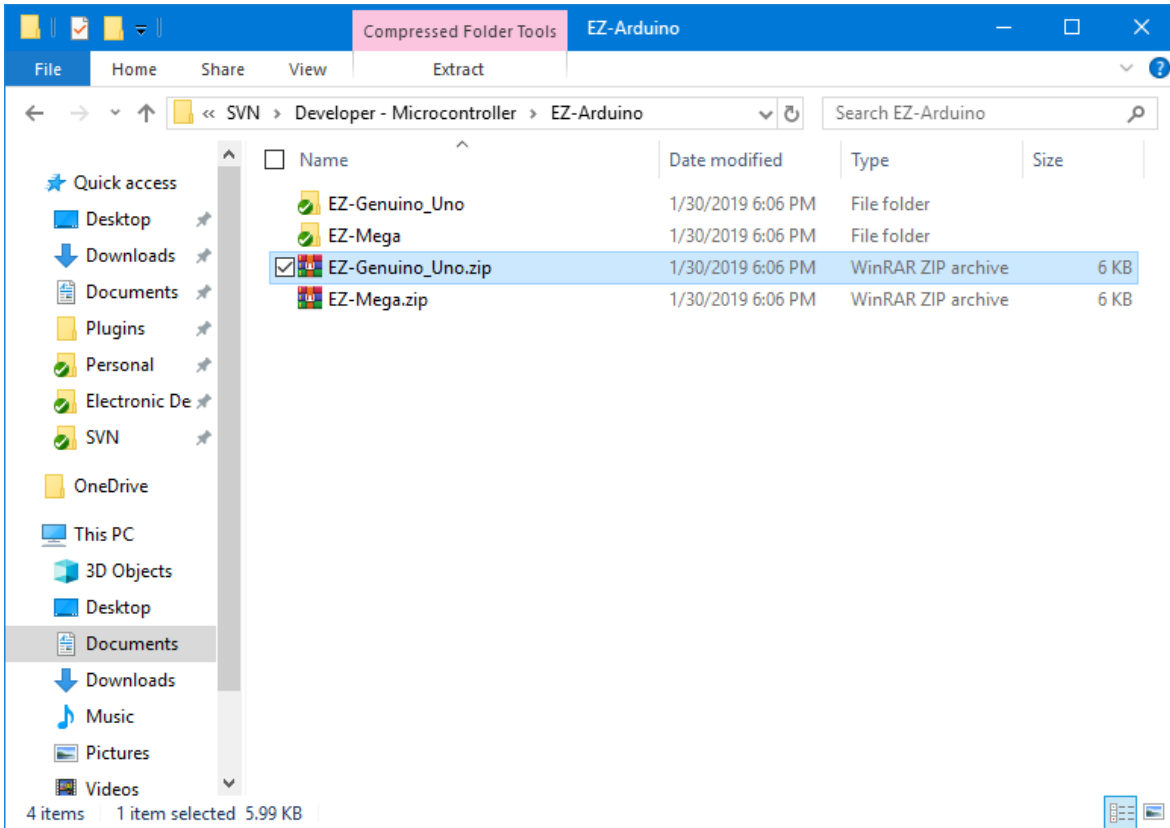 Compressed Folder Tools EZ-Arduino
File Home Share View Extract
« SVN > Developer - Microcontroller > EZ-Arduino Search EZ-Arduino
Name Date modified Type Size
Quick access
Desktop
Downloads
Documents
Plugins
Personal
Electronic De
SVN
OneDrive
This PC
3D Objects
Desktop
Documents
Downloads
Music
Pictures
Videos
EZ-Genuino_Uno 1/30/2019 6:06 PM File folder
EZ-Mega 1/30/2019 6:06 PM File folder
EZ-Genuino_Uno.zip 1/30/2019 6:06 PM WinRAR ZIP archive 6 KB
EZ-Mega.zip 1/30/2019 6:06 PM WinRAR ZIP archive 6 KB
4 items 1 item selected 5.99 KB